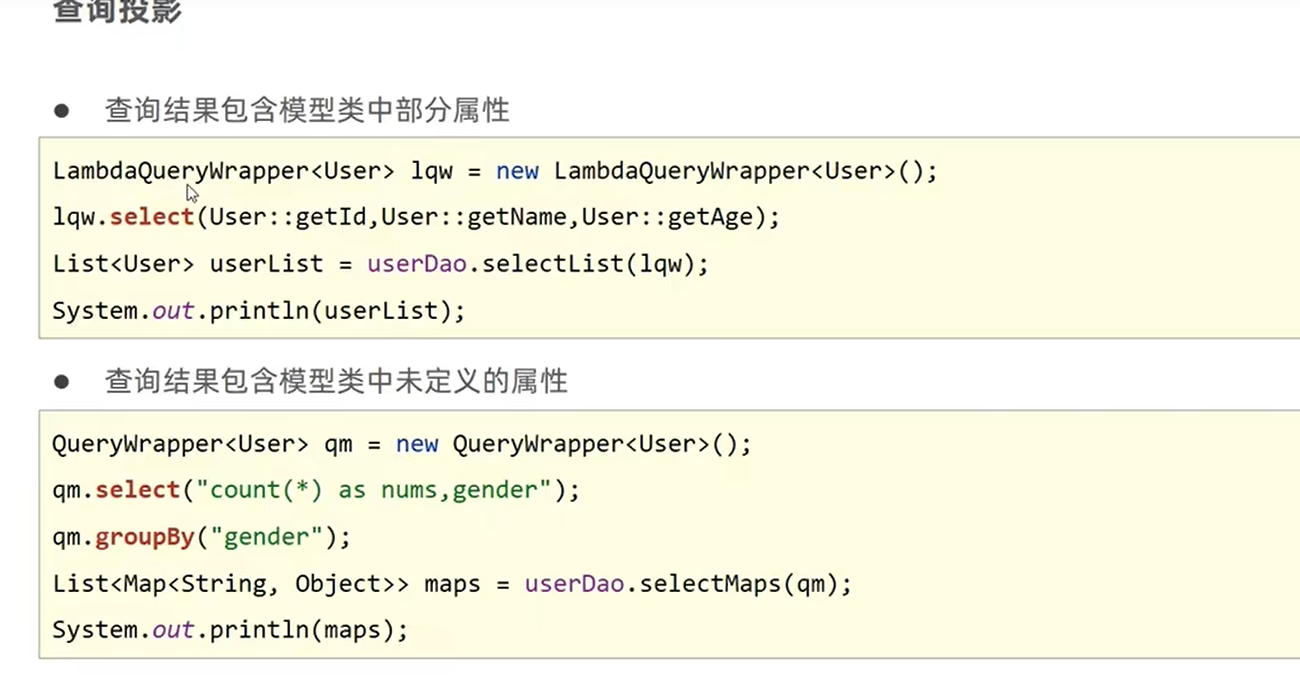 查询投影
● 查询结果包含模型类中部分属性
LambdaQueryWrapper<User> lqw = new LambdaQueryWrapper<User>();
lqw.select(User::getId,User::getName,User::getAge);
List<User> userList = userDao.selectList(lqw);
System.out.println(userList);
● 查询结果包含模型类中未定义的属性
QueryWrapper<User> qm = new QueryWrapper<User>();
qm.select("count(*) as nums,gender");
qm.groupBy("gender");
List<Map<String, Object>> maps = userDao.selectMaps(qm);
System.out.println(maps);